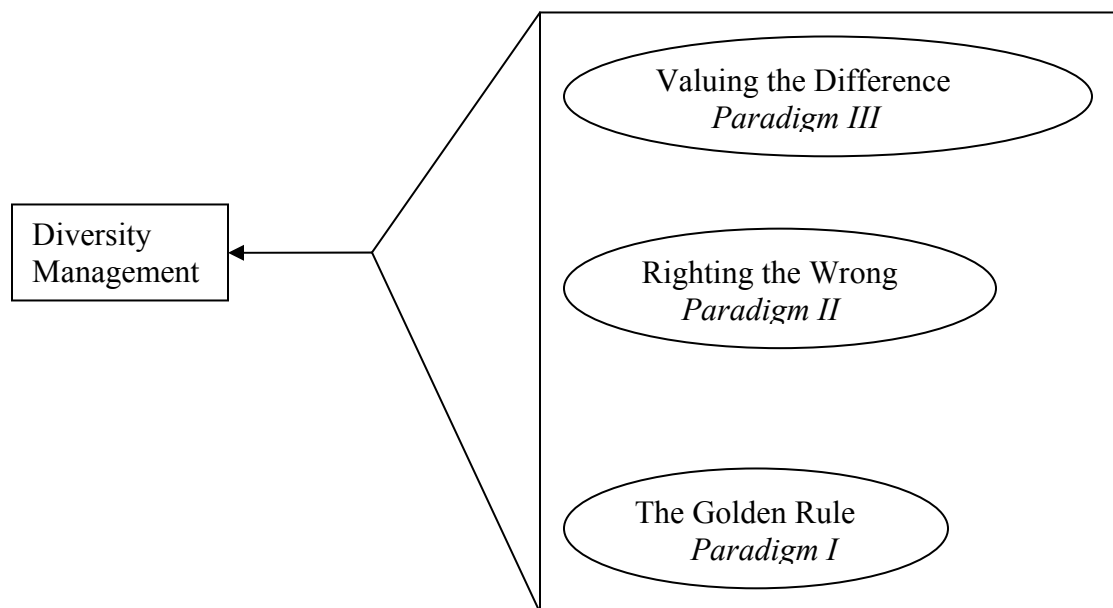 Valuing the Difference
Paradigm III
Diversity
Management
Righting the Wrong
Paradigm II
The Golden Rule
Paradigm I